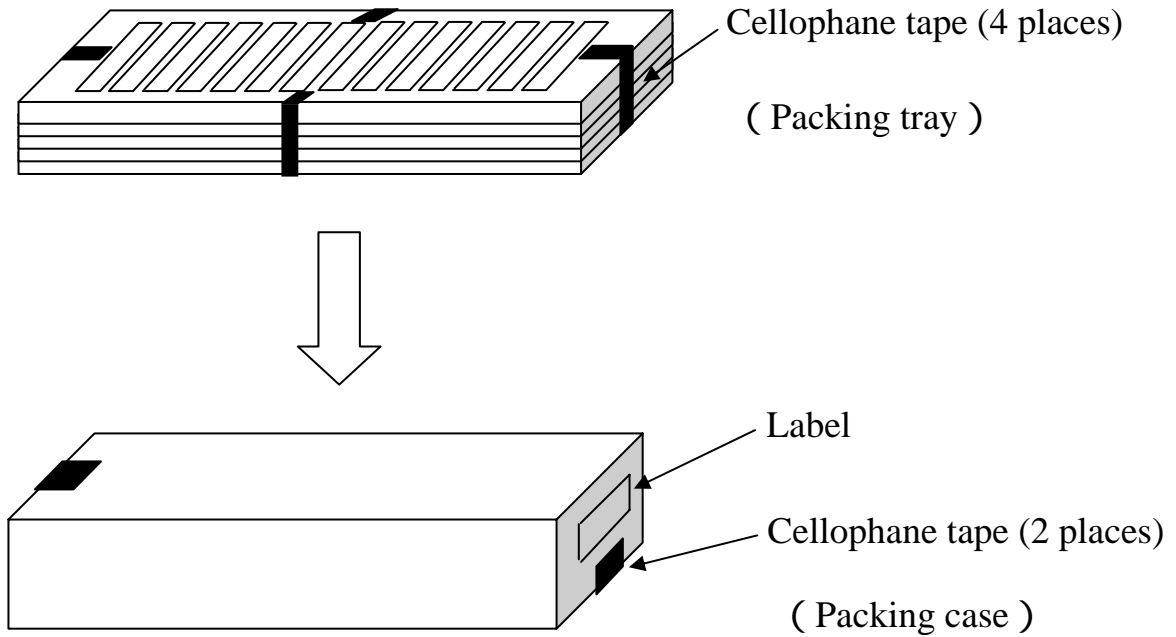 Cellophane tape (4 places)
( Packing tray )
Label
Cellophane tape (2 places)
( Packing case )